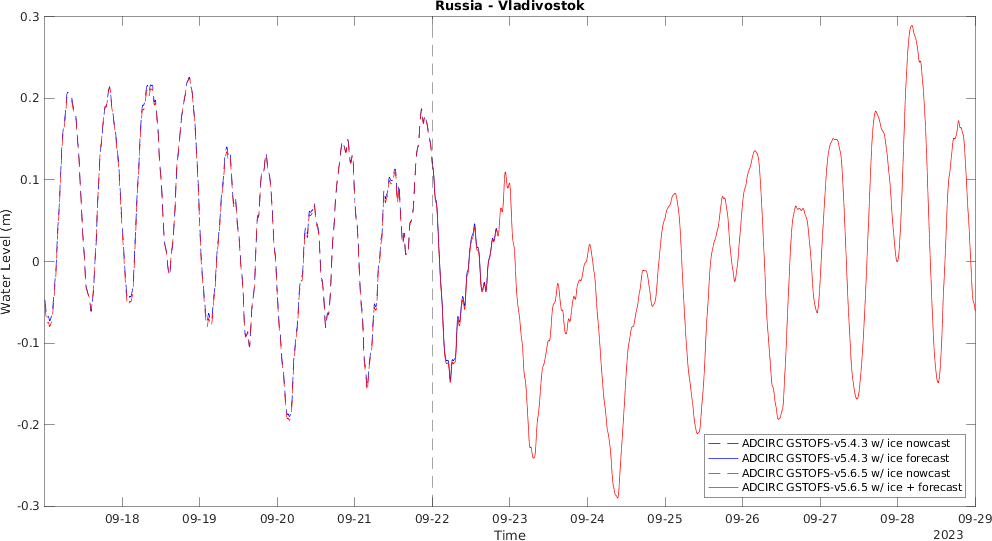 Russia - Vladivostok
0.3
0.2
0.1
0
-0.1
-0.2
-0.3
Water Level (m)
ADCIRC GSTOFS-v5.4.3 w/ ice nowcast
ADCIRC GSTOFS-v5.4.3 w/ ice forecast
ADCIRC GSTOFS-v5.6.5 w/ ice nowcast
ADCIRC GSTOFS-v5.6.5 w/ ice + forecast
09-18 09-19 09-20 09-21 09-22 09-23 09-24 09-25 09-26 09-27 09-28 09-29
Time
2023